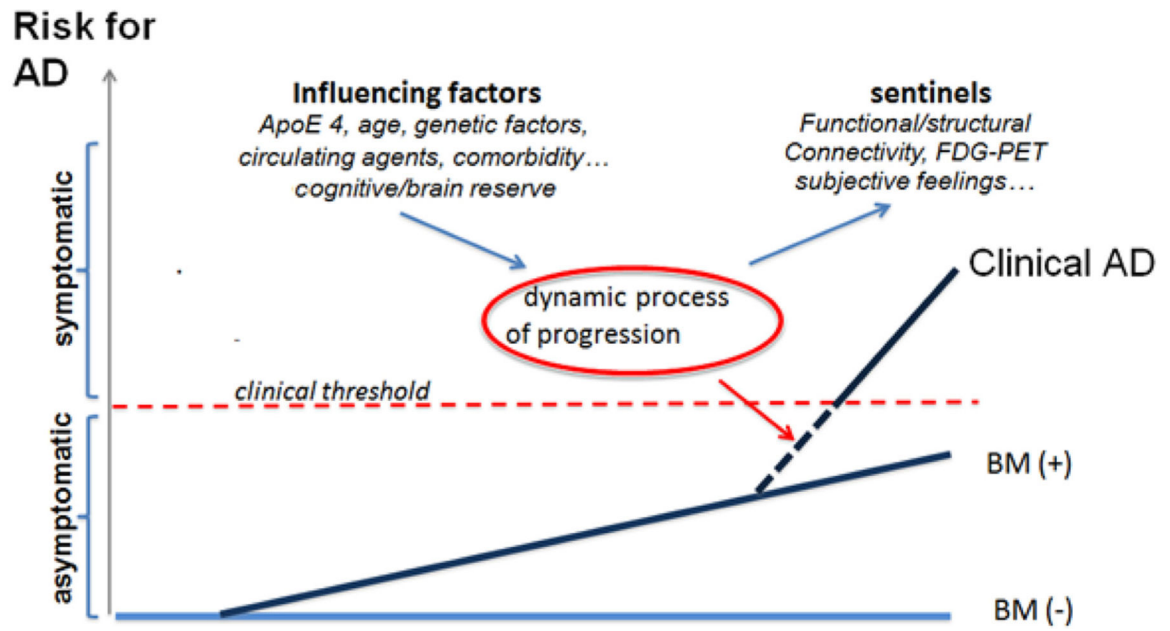 Risk for
AD
Influencing factors
ApoE 4, age, genetic factors,
circulating agents, comorbidity...
cognitive/brain reserve
sentinels
Functional/structural
Connectivity, FDG-PET
subjective feelings...
symptomatic
Clinical AD
dynamic process
of progression
clinical threshold
asymptomatic
BM (+)
BM (-)